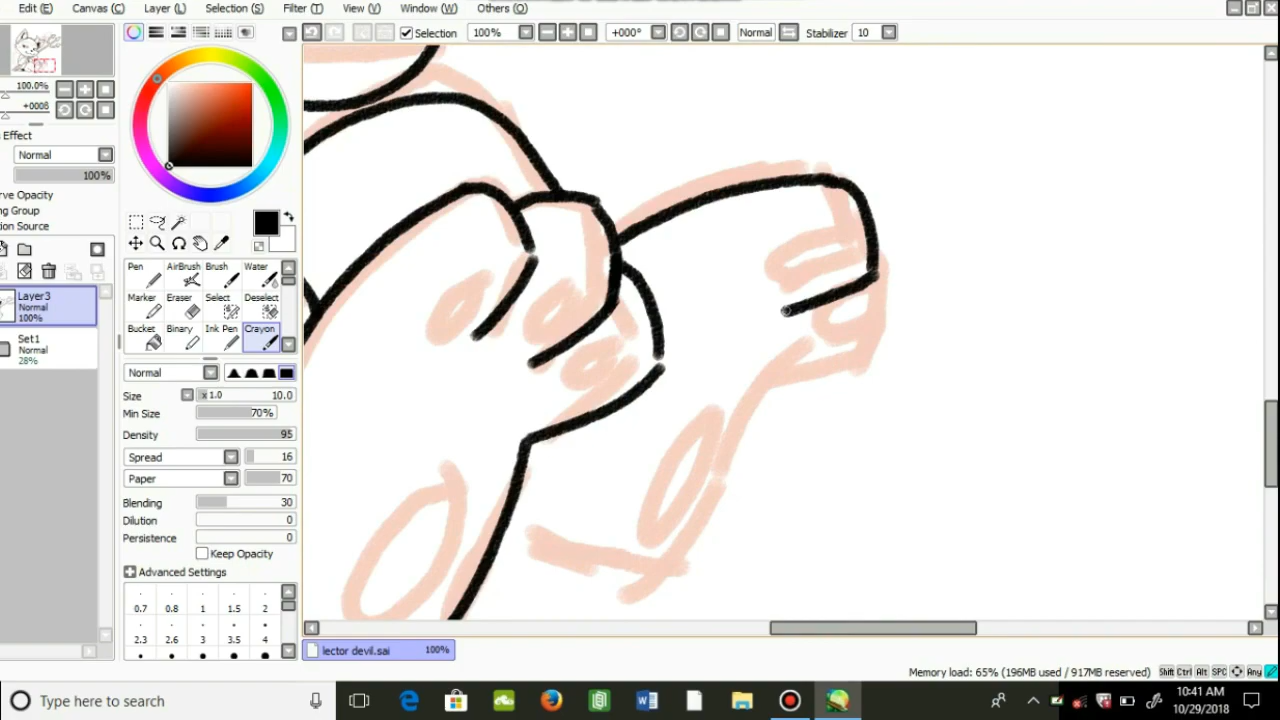 Edit (E) Canvas (C) Layer (L) Selection (S) Filter (T) View (V) Window (W) Others (O)
Selection 100% +000° Normal Stabilizer 10
100.0%
+000δ
Effect
Normal
100%
Opacity
Group
Source
Layer3
Normal
100%
Set1
Normal
28%
Pen AirBrush Brush Water
Marker Eraser Select Deselect
Bucket Binary Ink Pen Crayon
Normal
Size x 1.0 10.0
Min Size 70%
Density 95
Spread 16
Paper 70
Blending 30
Dilution 0
Persistence 0
Keep Opacity
Advanced Settings
0.7 0.8 1 1.5 2
2.3 2.6 3 3.5 4
lector devil.sai 100%
Memory load: 65% (196MB used / 917MB reserved) Shift Ctrl Alt SPC Any
Type here to search
10:41 AM
10/29/2018